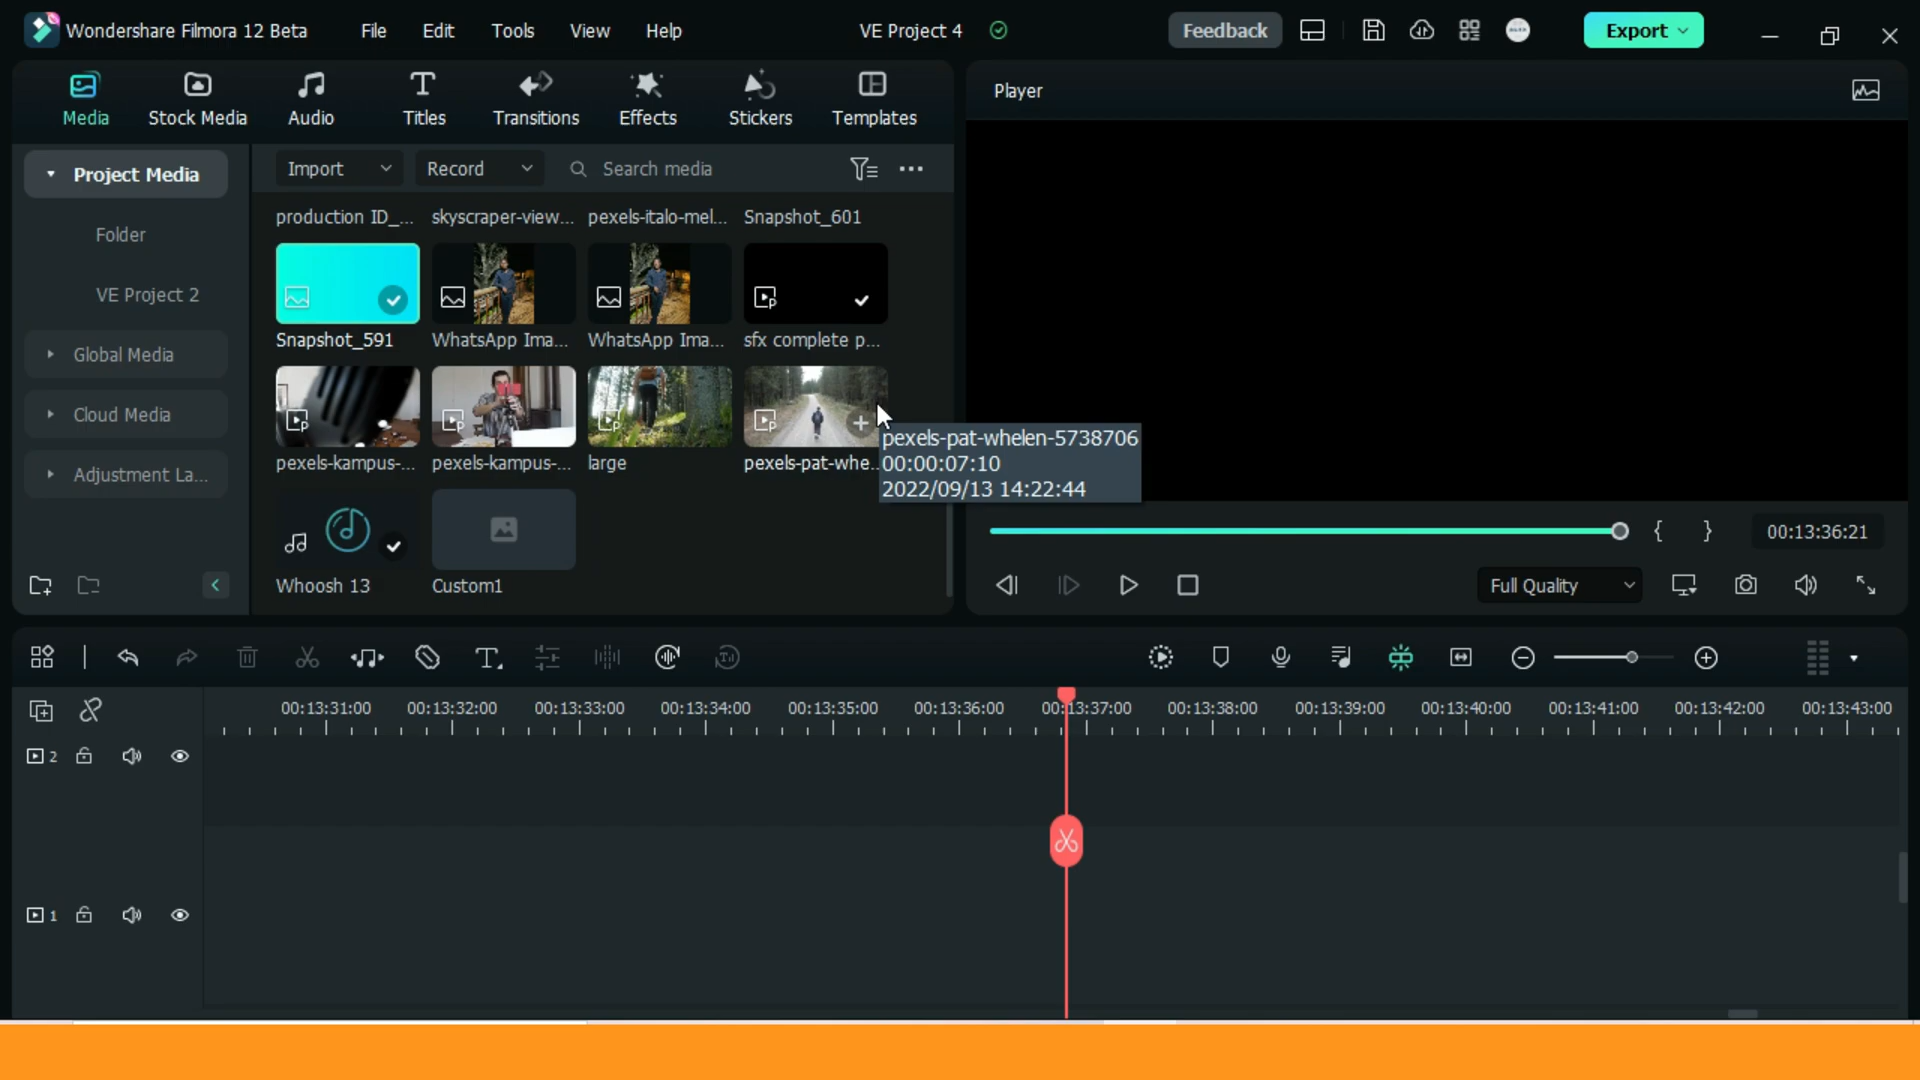 Wondershare Filmora 12 Beta
File
Edit
Tools
View
Help
VE Project 4
Feedback
Export
Media
Stock Media
Audio
Titles
Transitions
Effects
Stickers
Templates
Player
Project Media
Import
Record
Search media
production ID_...
skyscraper-view...
pexels-italo-mel...
Snapshot_601
Folder
VE Project 2
Global Media
Cloud Media
Adjustment La...
Snapshot_591
WhatsApp Ima...
WhatsApp Ima...
sfx complete p...
pexels-kampus-...
pexels-kampus-...
large
pexels-pat-whe...
pexels-pat-whelen-5738706
00:00:07:10
2022/09/13 14:22:44
Whoosh 13
Custom1
{ }
00:13:36:21
Full Quality
00:13:31:00
00:13:32:00
00:13:33:00
00:13:34:00
00:13:35:00
00:13:36:00
00:13:37:00
00:13:38:00
00:13:39:00
00:13:40:00
00:13:41:00
00:13:42:00
00:13:43:00
2
1